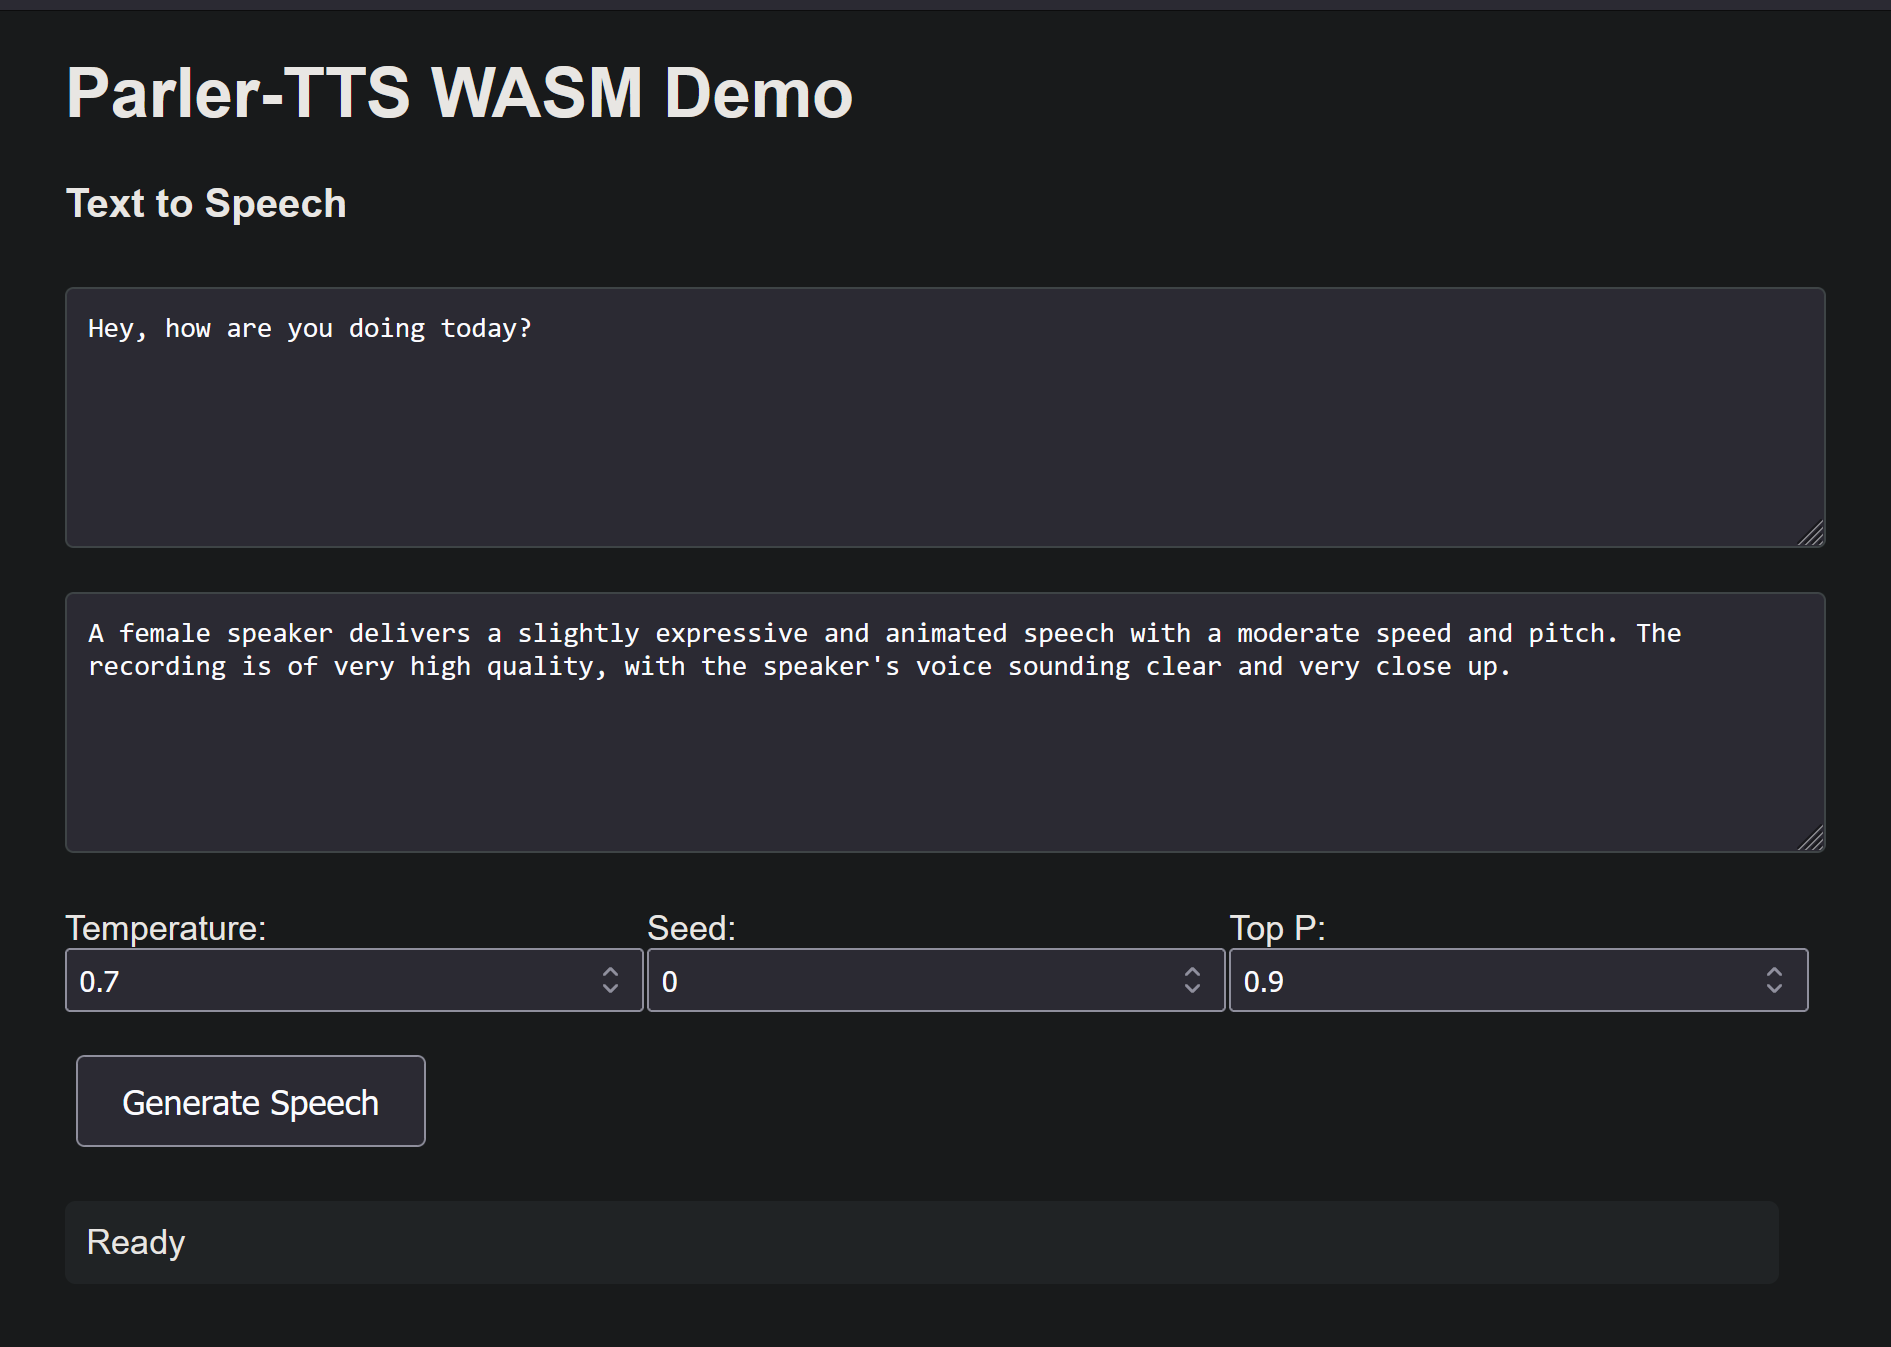 Parler-TTS WASM Demo
Text to Speech
Hey, how are you doing today?
A female speaker delivers a slightly expressive and animated speech with a moderate speed and pitch. The
recording is of very high quality, with the speaker's voice sounding clear and very close up.
Temperature: Seed: Top P:
0.7 0 0.9
Generate Speech
Ready